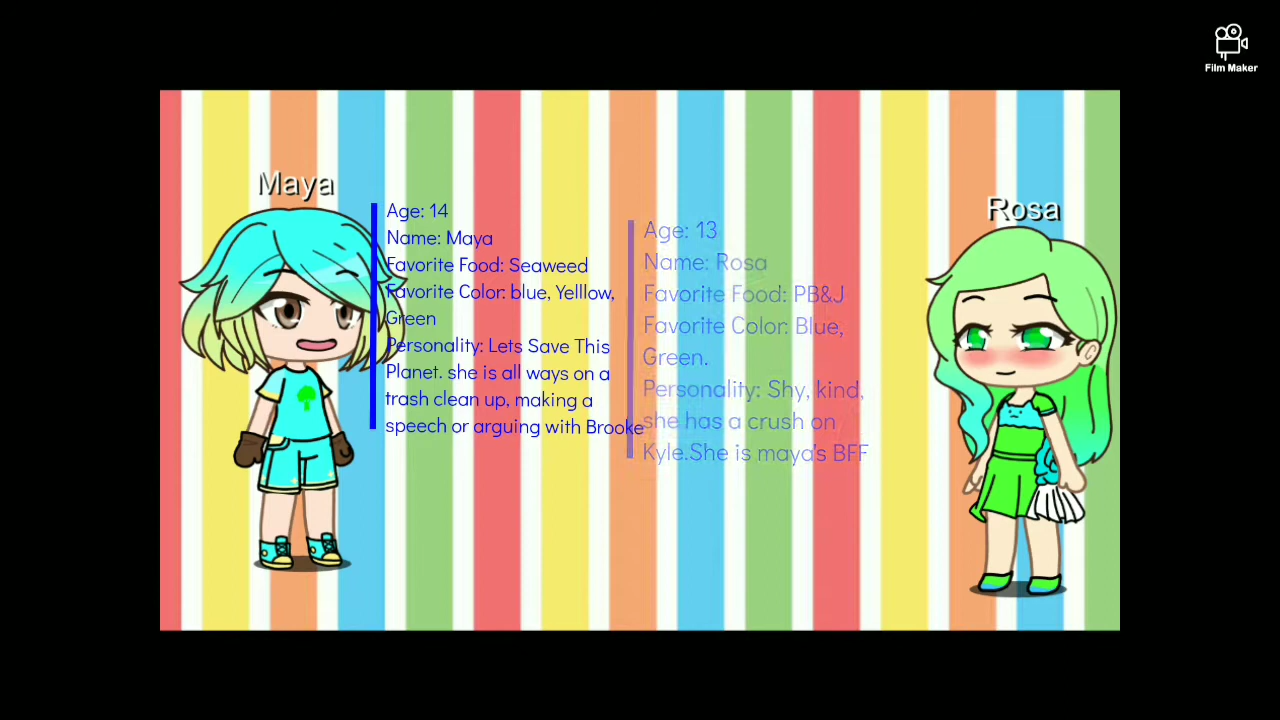 Film Maker
Maya
Age: 14
Name: Maya
Favorite Food: Seaweed
Favorite Color: blue, Yelllow,
Green
Personality: Lets Save This
Planet. she is all ways on a
trash clean up, making a
speech or arguing with Brooke
Rosa
Age: 13
Name: Rosa
Favorite Food: PB&J
Favorite Color: Blue,
Green.
Personality: Shy, kind,
she has a crush on
Kyle.She is maya's BFF